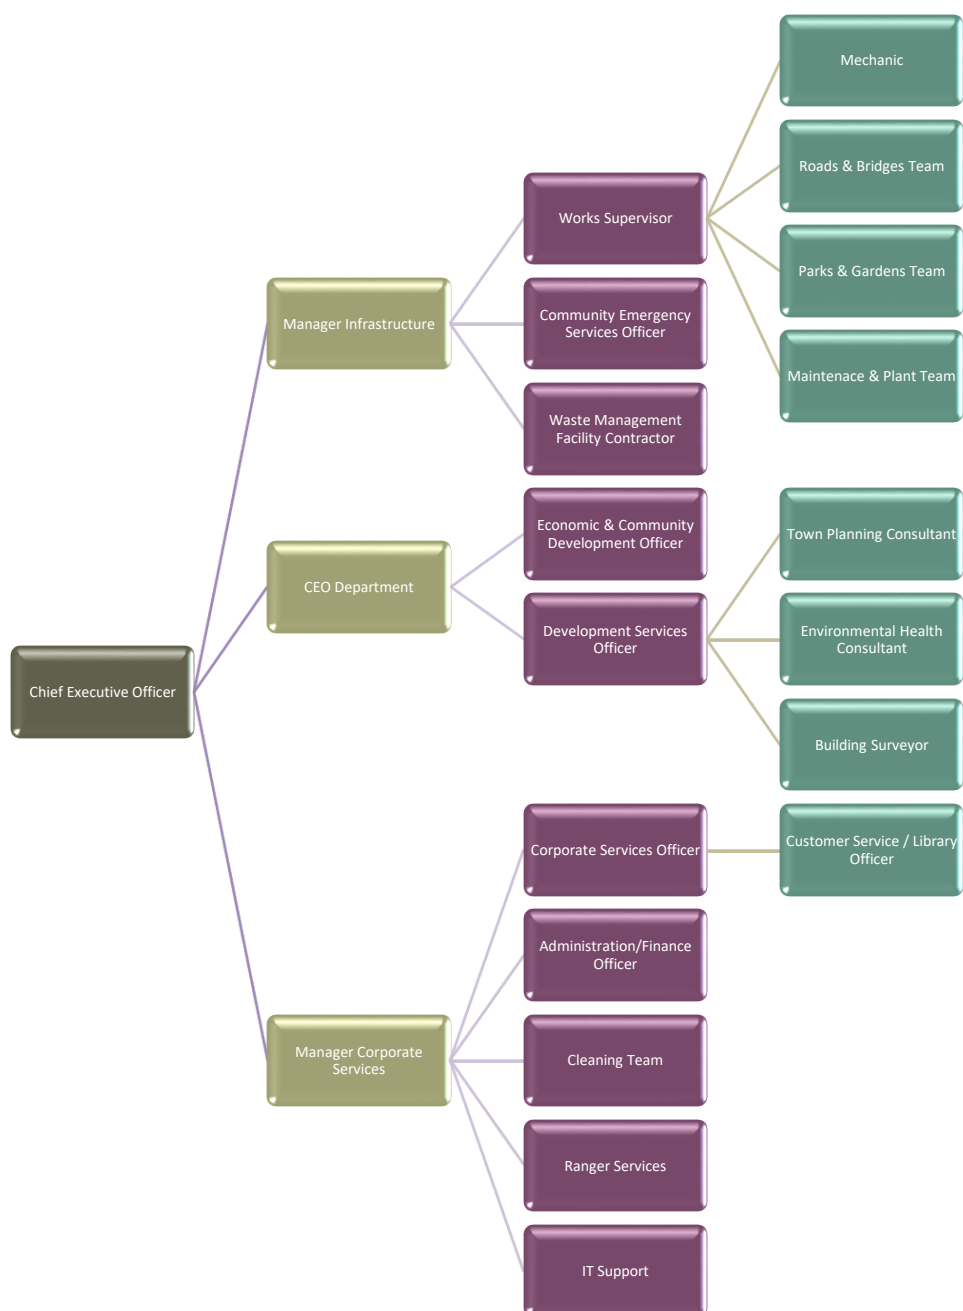 Mechanic
Roads & Bridges Team
Works Supervisor
Parks & Gardens Team
Manager Infrastructure
Community Emergency
Services Officer
Maintenace & Plant Team
Waste Management
Facility Contractor
Economic & Community
Development Officer
Town Planning Consultant
CEO Department
Development Services
Officer
Environmental Health
Consultant
Chief Executive Officer
Building Surveyor
Corporate Services Officer
Customer Service / Library
Officer
Administration/Finance
Officer
Manager Corporate
Services
Cleaning Team
Ranger Services
IT Support